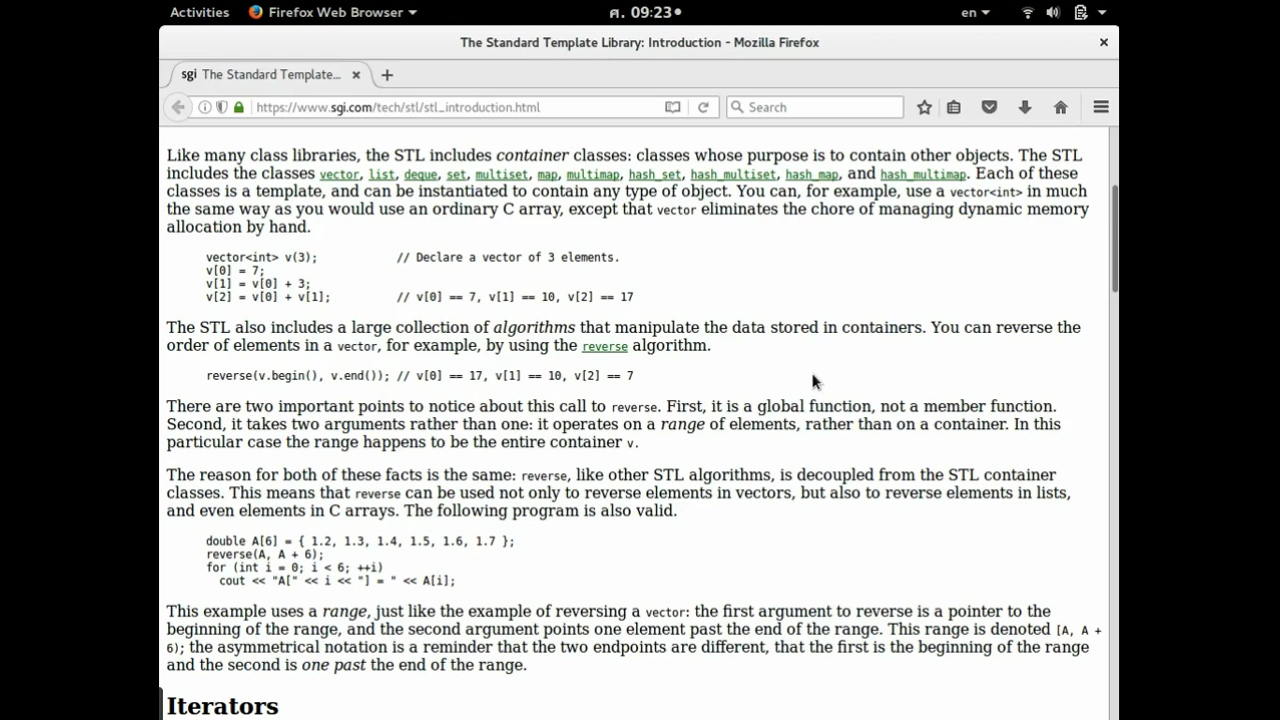 Activities Firefox Web Browser ศ. 09:23 en
The Standard Template Library: Introduction - Mozilla Firefox
sgi The Standard Template...
https://www.sgi.com/tech/stl/stl_introduction.html Search
Like many class libraries, the STL includes container classes: classes whose purpose is to contain other objects. The STL
includes the classes vector, list, deque, set, multiset, map, multimap, hash_set, hash_multiset, hash_map, and hash_multimap. Each of these
classes is a template, and can be instantiated to contain any type of object. You can, for example, use a vector<int> in much
the same way as you would use an ordinary C array, except that vector eliminates the chore of managing dynamic memory
allocation by hand.
vector<int> v(3); // Declare a vector of 3 elements.
v[0] = 7;
v[1] = v[0] + 3;
v[2] = v[0] + v[1]; // v[0] == 7, v[1] == 10, v[2] == 17
The STL also includes a large collection of algorithms that manipulate the data stored in containers. You can reverse the
order of elements in a vector, for example, by using the reverse algorithm.
reverse(v.begin(), v.end()); // v[0] == 17, v[1] == 10, v[2] == 7
There are two important points to notice about this call to reverse. First, it is a global function, not a member function.
Second, it takes two arguments rather than one: it operates on a range of elements, rather than on a container. In this
particular case the range happens to be the entire container v.
The reason for both of these facts is the same: reverse, like other STL algorithms, is decoupled from the STL container
classes. This means that reverse can be used not only to reverse elements in vectors, but also to reverse elements in lists,
and even elements in C arrays. The following program is also valid.
double A[6] = { 1.2, 1.3, 1.4, 1.5, 1.6, 1.7 };
reverse(A, A + 6);
for (int i = 0; i < 6; ++i)
cout << "A[" << i << "] = " << A[i];
This example uses a range, just like the example of reversing a vector: the first argument to reverse is a pointer to the
beginning of the range, and the second argument points one element past the end of the range. This range is denoted [A, A +
6); the asymmetrical notation is a reminder that the two endpoints are different, that the first is the beginning of the range
and the second is one past the end of the range.
Iterators